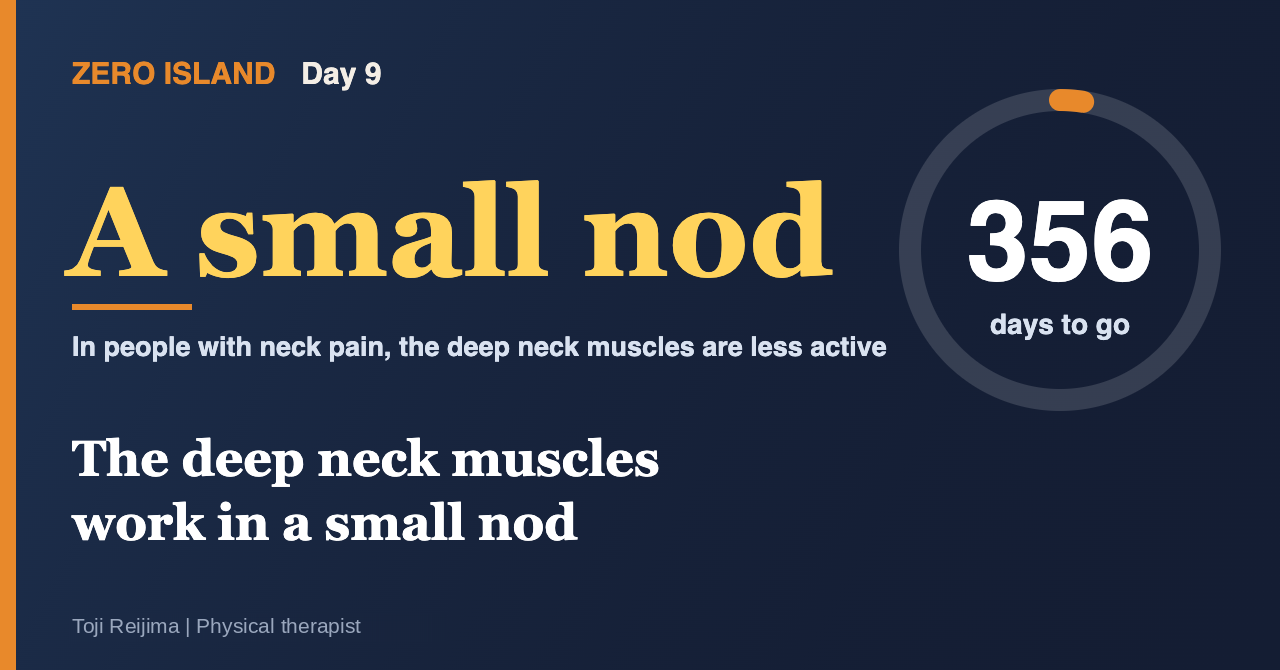 ZERO ISLAND Day 9
A small nod
In people with neck pain, the deep neck muscles are less active
356
days to go
The deep neck muscles
work in a small nod
Toji Reijima | Physical therapist